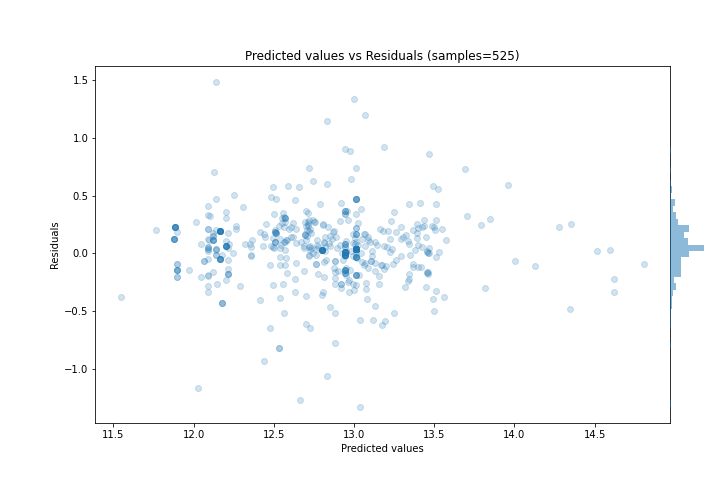 Predicted values vs Residuals (samples=525)
1.5
1.0
0.5
0.0
−0.5
−1.0
Residuals
11.5 12.0 12.5 13.0 13.5 14.0 14.5
Predicted values